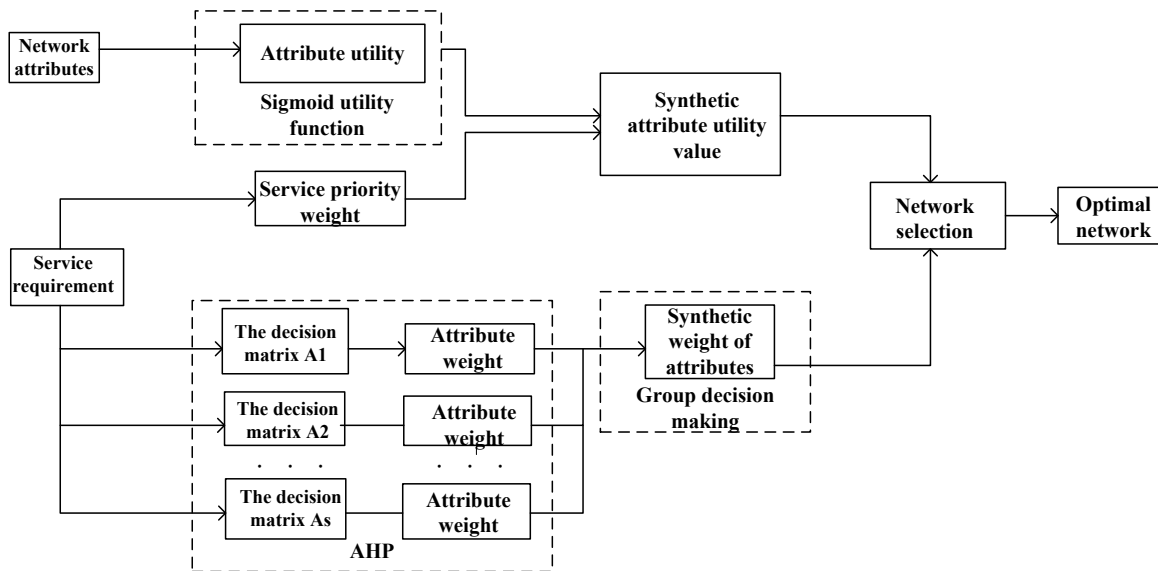 Network
attributes
Attribute utility
Sigmoid utility
function
Synthetic
attribute utility
value
Service priority
weight
Network
selection
Optimal
network
Service
requirement
The decision
matrix A1
Attribute
weight
Synthetic
weight of
attributes
Group decision
making
The decision
matrix A2
Attribute
weight
. . .
. . .
The decision
matrix As
Attribute
weight
AHP